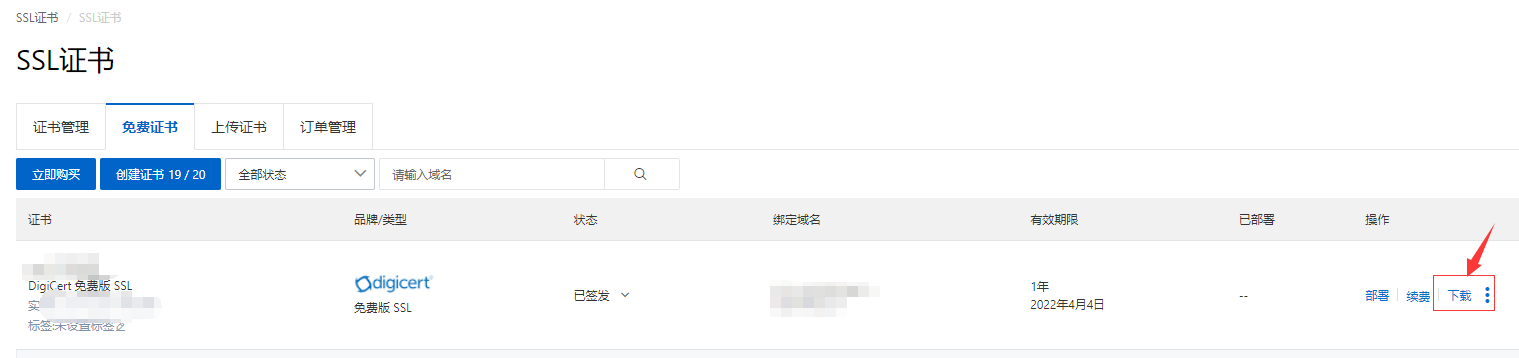 SSL证书 / SSL证书
SSL证书
证书管理 免费证书 上传证书 订单管理
立即购买 创建证书 19 / 20 全部状态 请输入域名
证书 品牌/类型 状态 绑定域名 有效期限 已部署 操作
DigiCert 免费版 SSL
实
标签:未设置标签
digicert
免费版 SSL
已签发
1年
2022年4月4日
--
部署 续费 下载